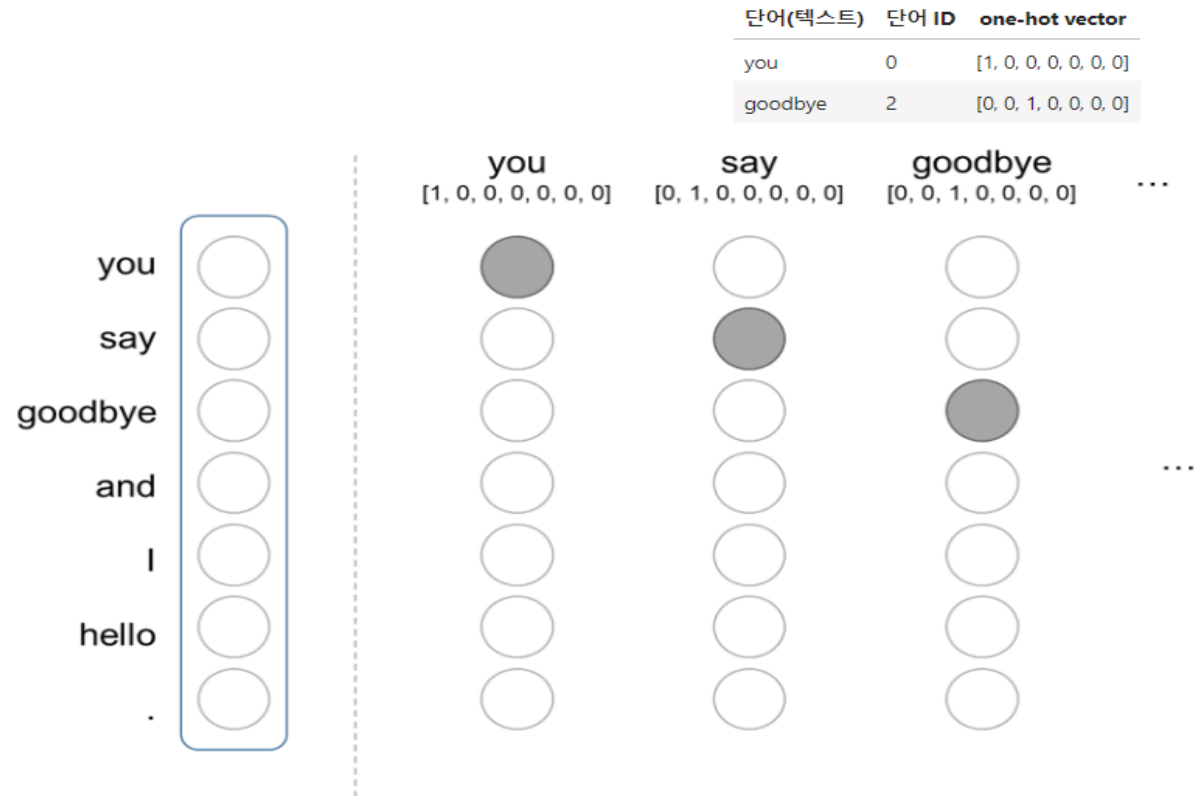 단어(텍스트) 단어 ID one-hot vector
you 0 [1, 0, 0, 0, 0, 0, 0]
goodbye 2 [0, 0, 1, 0, 0, 0, 0]
you say goodbye
[1, 0, 0, 0, 0, 0, 0] [0, 1, 0, 0, 0, 0, 0] [0, 0, 1, 0, 0, 0, 0] ...
you
say
goodbye
and ...
I
hello
.